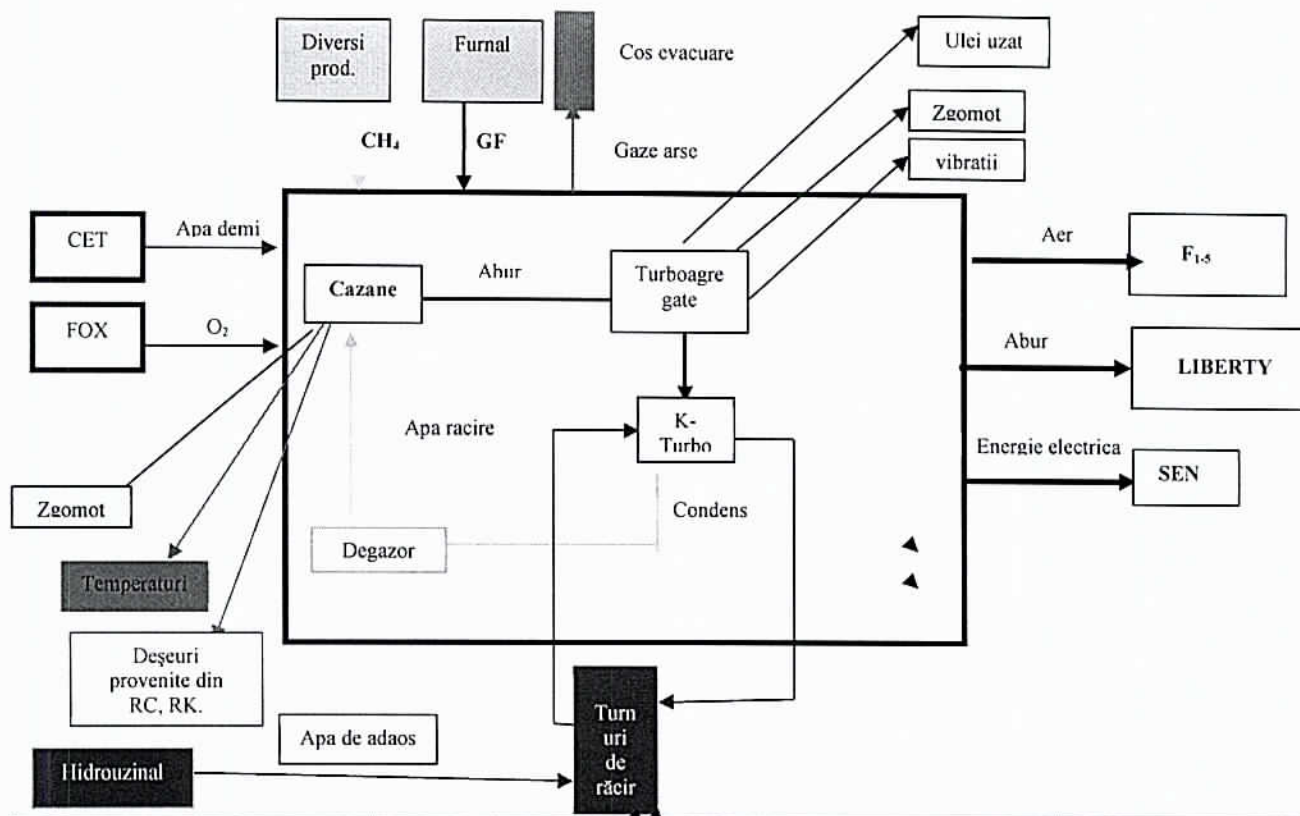 Diversi
prod.
Furnal
Cos evacuare
Ulei uzat
Zgomot
vibratii
CH₄
GF
Gaze arse
CET
Apa demi
Cazane
Abur
Turboagre
gate
Aer
F₁₋₅
FOX
O₂
Abur
LIBERTY
Apa racire
K-
Turbo
Energie electrica
SEN
Zgomot
Condens
Degazor
Temperaturi
Deşeuri
provenite din
RC, RK.
Apa de adaos
Turn
uri
de
răcir
Hidrouzinal